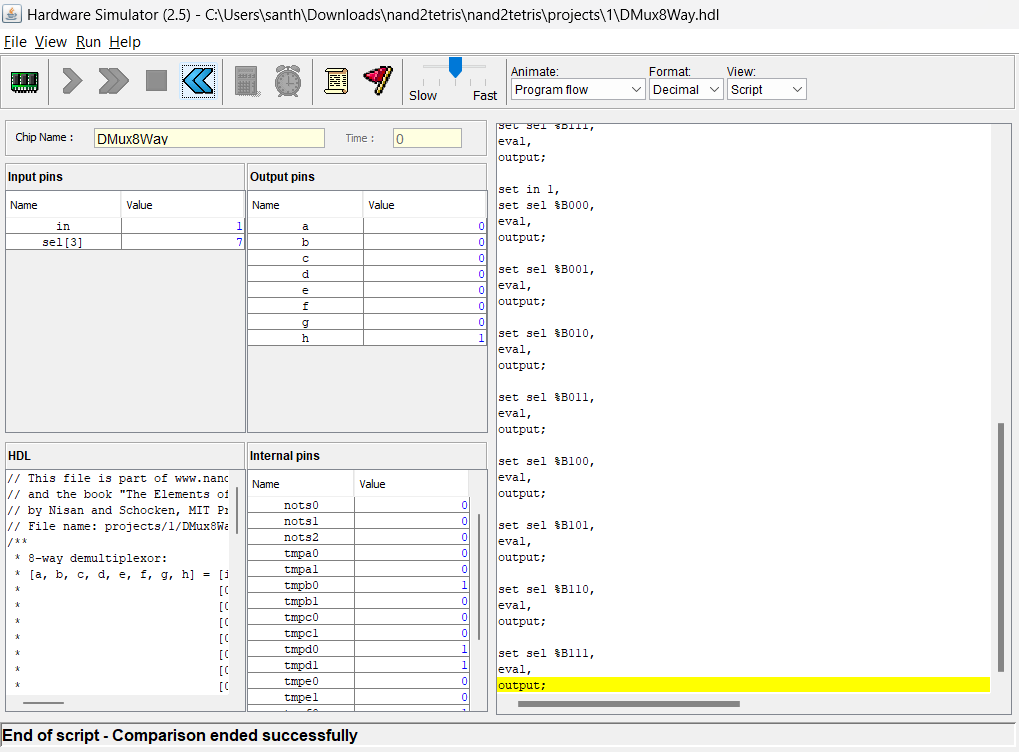 Hardware Simulator (2.5) - C:\Users\santh\Downloads\nand2tetris\nand2tetris\projects\1\DMux8Way.hdl
File View Run Help
Slow Fast
Animate: Format: View:
Program flow Decimal Script
Chip Name : DMux8Way Time : 0
Input pins
Name Value
in 1
sel[3] 7
Output pins
Name Value
a 0
b 0
c 0
d 0
e 0
f 0
g 0
h 1
HDL
// This file is part of www.nand
// and the book "The Elements of
// by Nisan and Schocken, MIT Pr
// File name: projects/1/DMux8Wa
/**
* 8-way demultiplexor:
* [a, b, c, d, e, f, g, h] = [i
* [0
* [0
* [0
* [0
* [0
* [0
* [0
Internal pins
Name Value
nots0 0
nots1 0
nots2 0
tmpa0 0
tmpa1 0
tmpb0 1
tmpb1 0
tmpc0 0
tmpc1 0
tmpd0 1
tmpd1 1
tmpe0 0
tmpe1 0
set sel %B111,
eval,
output;
set in 1,
set sel %B000,
eval,
output;
set sel %B001,
eval,
output;
set sel %B010,
eval,
output;
set sel %B011,
eval,
output;
set sel %B100,
eval,
output;
set sel %B101,
eval,
output;
set sel %B110,
eval,
output;
set sel %B111,
eval,
output;
End of script - Comparison ended successfully